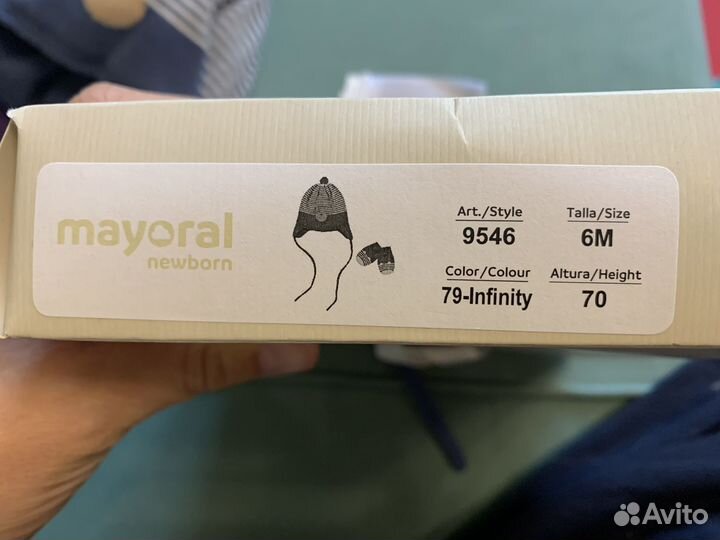 mayoral
newborn
Art./Style
9546
Talla/Size
6M
Color/Colour
79-Infinity
Altura/Height
70
Avito